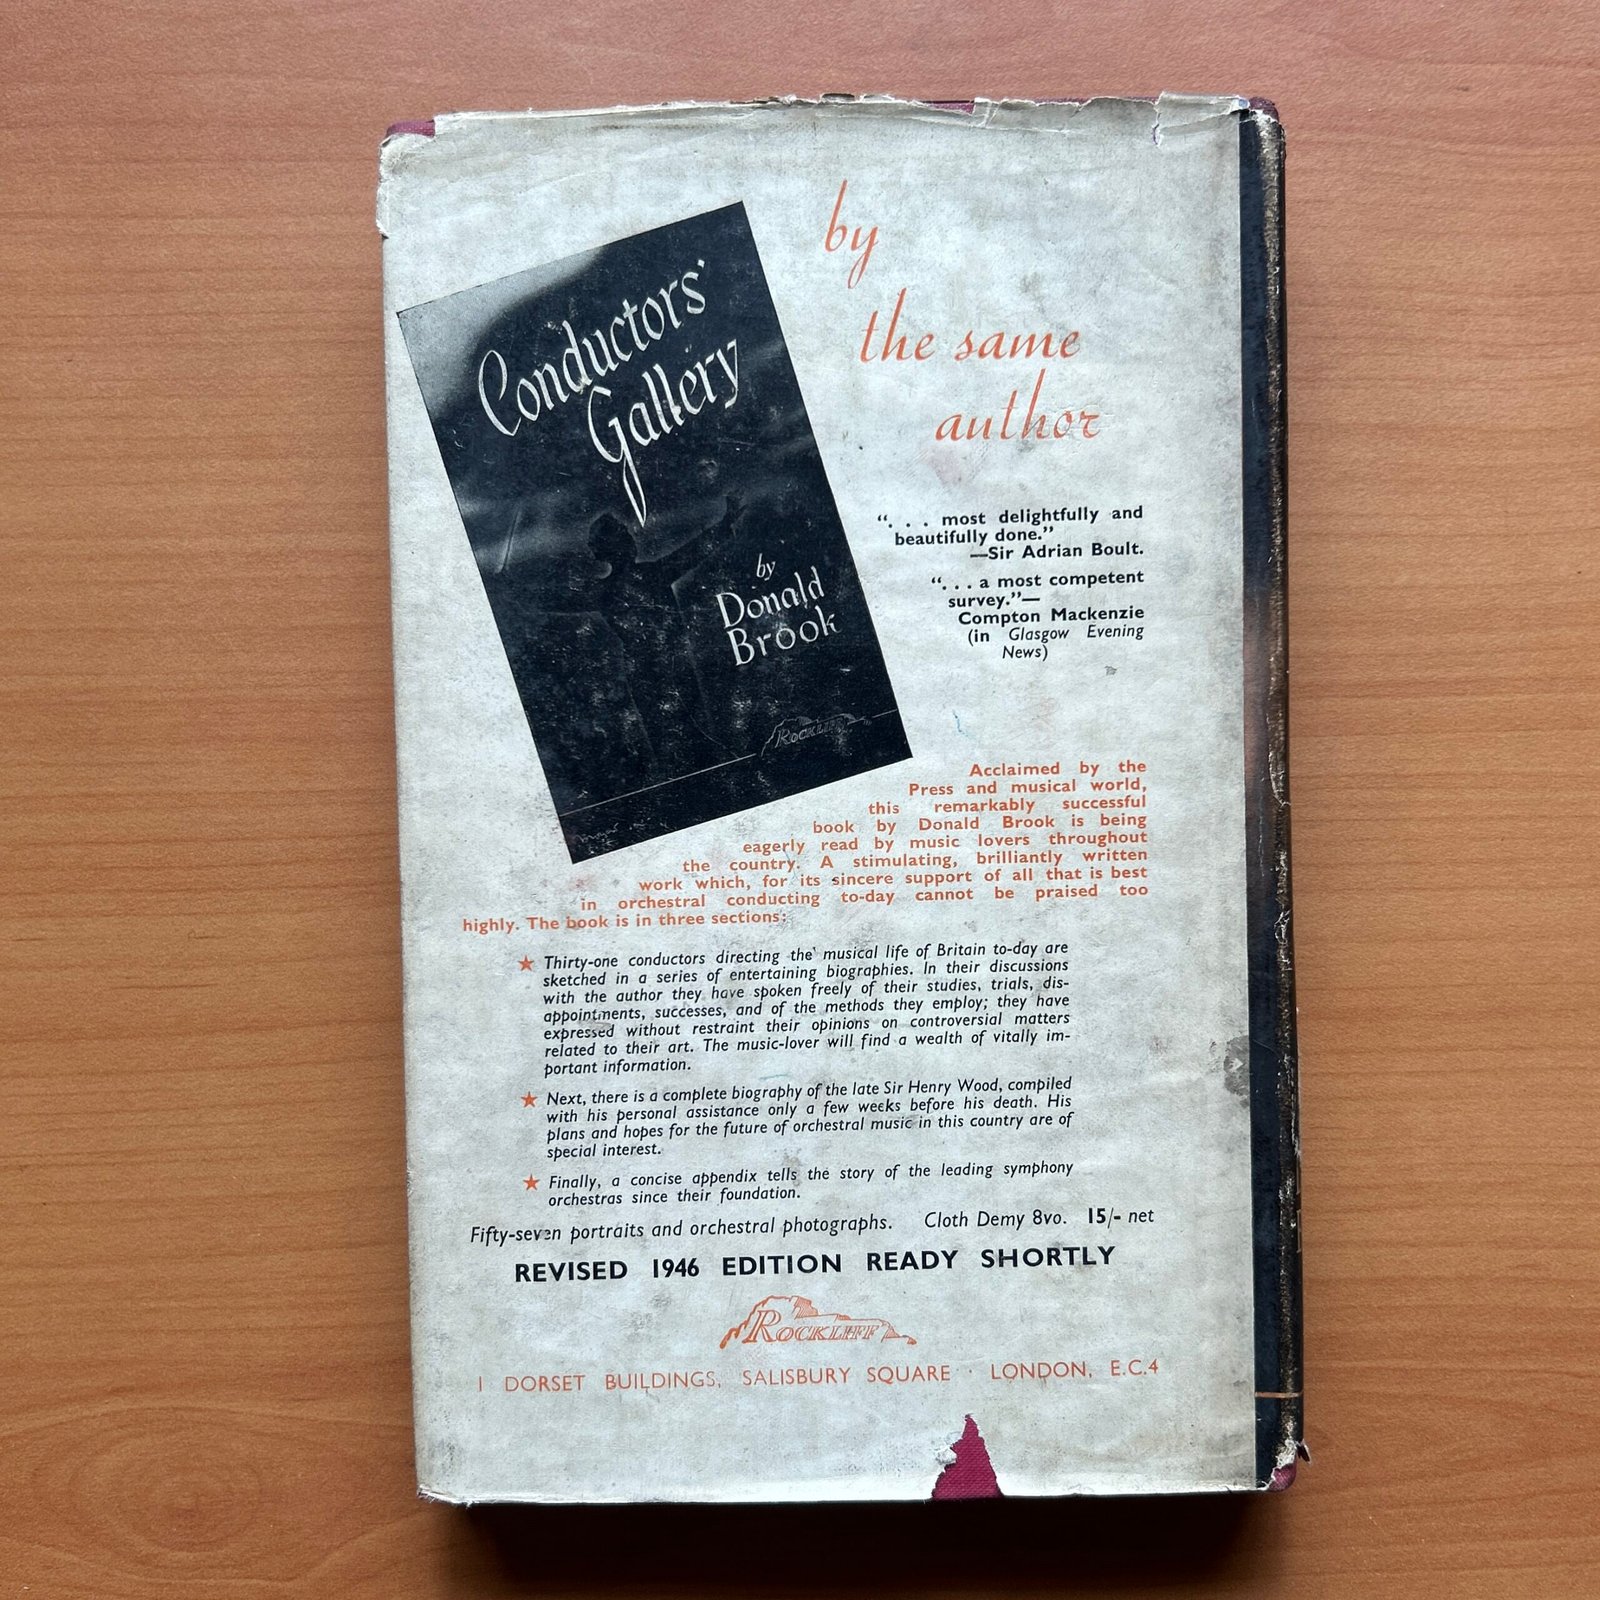 Conductors'
Gallery
by
Donald
Brook
ROCKLIFF
by
the same
author
“. . . most delightfully and
beautifully done.”
—Sir Adrian Boult.
“. . . a most competent
survey.”—
Compton Mackenzie
(in Glasgow Evening
News)
Acclaimed by the
Press and musical world,
this remarkably successful
book by Donald Brook is being
eagerly read by music lovers throughout
the country. A stimulating, brilliantly written
work which, for its sincere support of all that is best
in orchestral conducting to-day cannot be praised too
highly. The book is in three sections:
★ Thirty-one conductors directing the musical life of Britain to-day are
sketched in a series of entertaining biographies. In their discussions
with the author they have spoken freely of their studies, trials, dis-
appointments, successes, and of the methods they employ; they have
expressed without restraint their opinions on controversial matters
related to their art. The music-lover will find a wealth of vitally im-
portant information.
★ Next, there is a complete biography of the late Sir Henry Wood, compiled
with his personal assistance only a few weeks before his death. His
plans and hopes for the future of orchestral music in this country are of
special interest.
★ Finally, a concise appendix tells the story of the leading symphony
orchestras since their foundation.
Fifty-seven portraits and orchestral photographs. Cloth Demy 8vo. 15/- net
REVISED 1946 EDITION READY SHORTLY
ROCKLIFF
1 DORSET BUILDINGS, SALISBURY SQUARE · LONDON, E.C.4